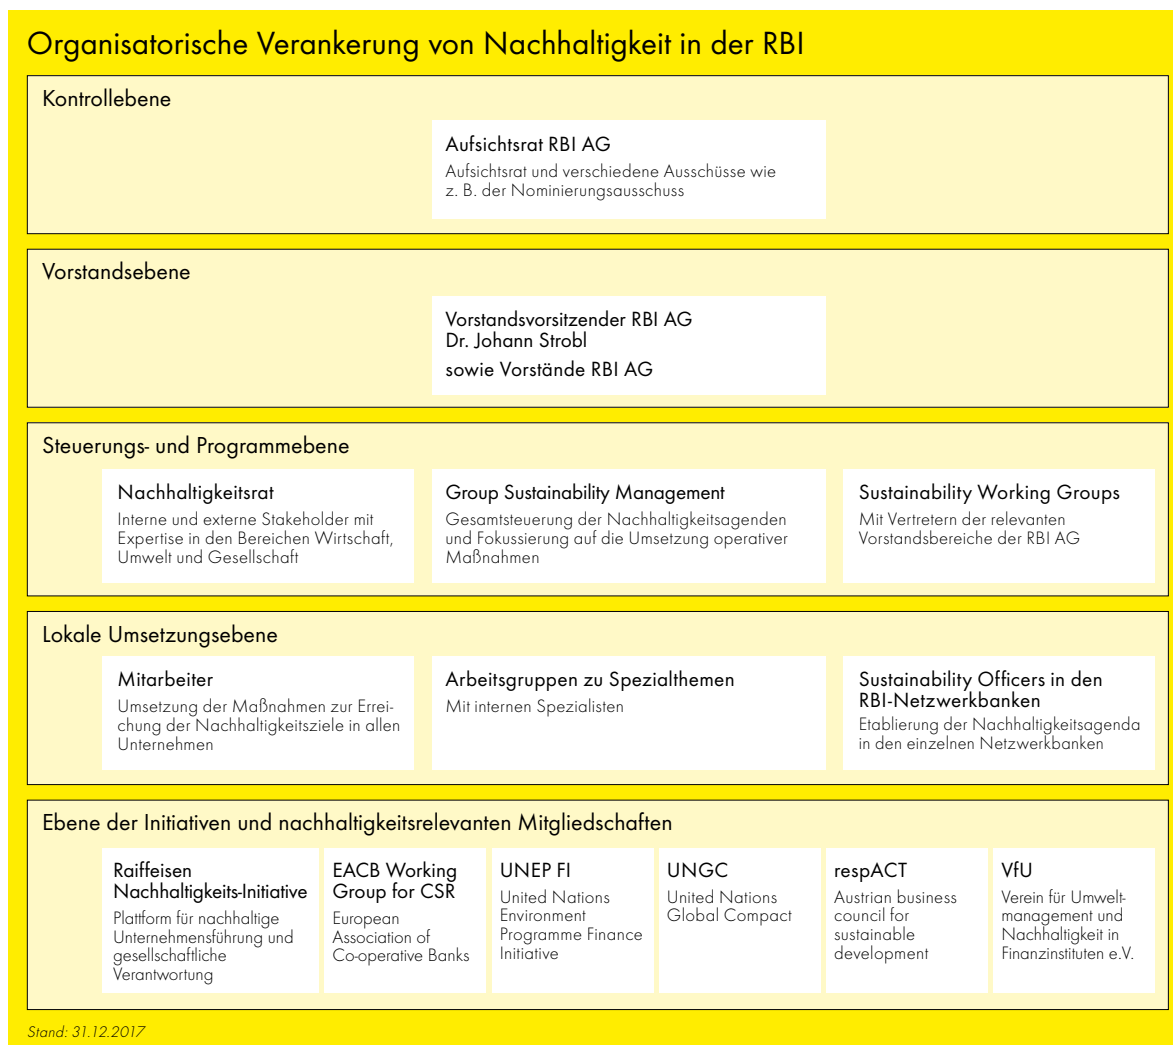 Organisatorische Verankerung von Nachhaltigkeit in der RBI
Kontrollebene
Aufsichtsrat RBI AG
Aufsichtsrat und verschiedene Ausschüsse wie
z. B. der Nominierungsausschuss
Vorstandsebene
Vorstandsvorsitzender RBI AG
Dr. Johann Strobl
sowie Vorstände RBI AG
Steuerungs- und Programmebene
Nachhaltigkeitsrat
Interne und externe Stakeholder mit
Expertise in den Bereichen Wirtschaft,
Umwelt und Gesellschaft
Group Sustainability Management
Gesamtsteuerung der Nachhaltigkeitsagenden
und Fokussierung auf die Umsetzung operativer
Maßnahmen
Sustainability Working Groups
Mit Vertretern der relevanten
Vorstandsbereiche der RBI AG
Lokale Umsetzungsebene
Mitarbeiter
Umsetzung der Maßnahmen zur Errei-
chung der Nachhaltigkeitsziele in allen
Unternehmen
Arbeitsgruppen zu Spezialthemen
Mit internen Spezialisten
Sustainability Officers in den
RBI-Netzwerkbanken
Etablierung der Nachhaltigkeitsagenda
in den einzelnen Netzwerkbanken
Ebene der Initiativen und nachhaltigkeitsrelevanten Mitgliedschaften
Raiffeisen
Nachhaltigkeits-Initiative
Plattform für nachhaltige
Unternehmensführung und
gesellschaftliche
Verantwortung
EACB Working
Group for CSR
European
Association of
Co-operative Banks
UNEP FI
United Nations
Environment
Programme Finance
Initiative
UNGC
United Nations
Global Compact
respACT
Austrian business
council for
sustainable
development
VfU
Verein für Umwelt-
management und
Nachhaltigkeit in
Finanzinstituten e.V.
Stand: 31.12.2017